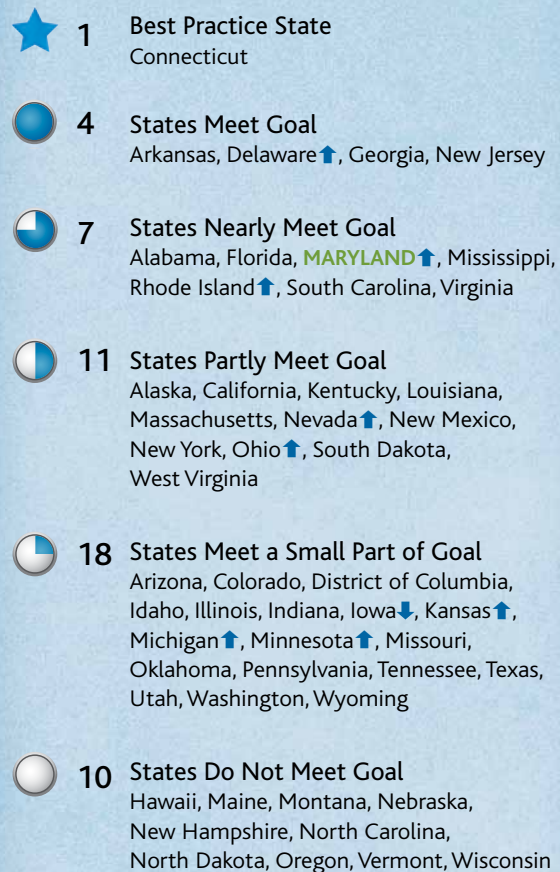 1 Best Practice State
Connecticut
4 States Meet Goal
Arkansas, Delaware⬆, Georgia, New Jersey
7 States Nearly Meet Goal
Alabama, Florida, MARYLAND⬆, Mississippi,
Rhode Island⬆, South Carolina, Virginia
11 States Partly Meet Goal
Alaska, California, Kentucky, Louisiana,
Massachusetts, Nevada⬆, New Mexico,
New York, Ohio⬆, South Dakota,
West Virginia
18 States Meet a Small Part of Goal
Arizona, Colorado, District of Columbia,
Idaho, Illinois, Indiana, Iowa⬇, Kansas⬆,
Michigan⬆, Minnesota⬆, Missouri,
Oklahoma, Pennsylvania, Tennessee, Texas,
Utah, Washington, Wyoming
10 States Do Not Meet Goal
Hawaii, Maine, Montana, Nebraska,
New Hampshire, North Carolina,
North Dakota, Oregon, Vermont, Wisconsin